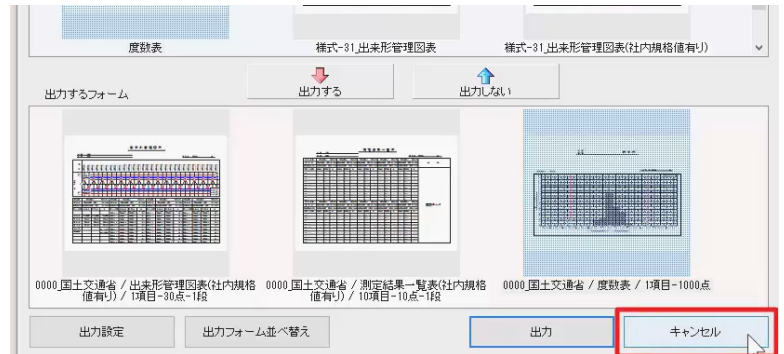 度数表
様式-31_出来形管理図表
様式-31_出来形管理図表(社内規格値有り)
出力するフォーム
出力する
出力しない
0000_国土交通省 / 出来形管理図表(社内規格
値有り) / 1項目-30点-1段
0000_国土交通省 / 測定結果一覧表(社内規格
値有り) / 10項目-10点-1段
0000_国土交通省 / 度数表 / 1項目-1000点
出力設定
出力フォーム並べ替え
出力
キャンセル